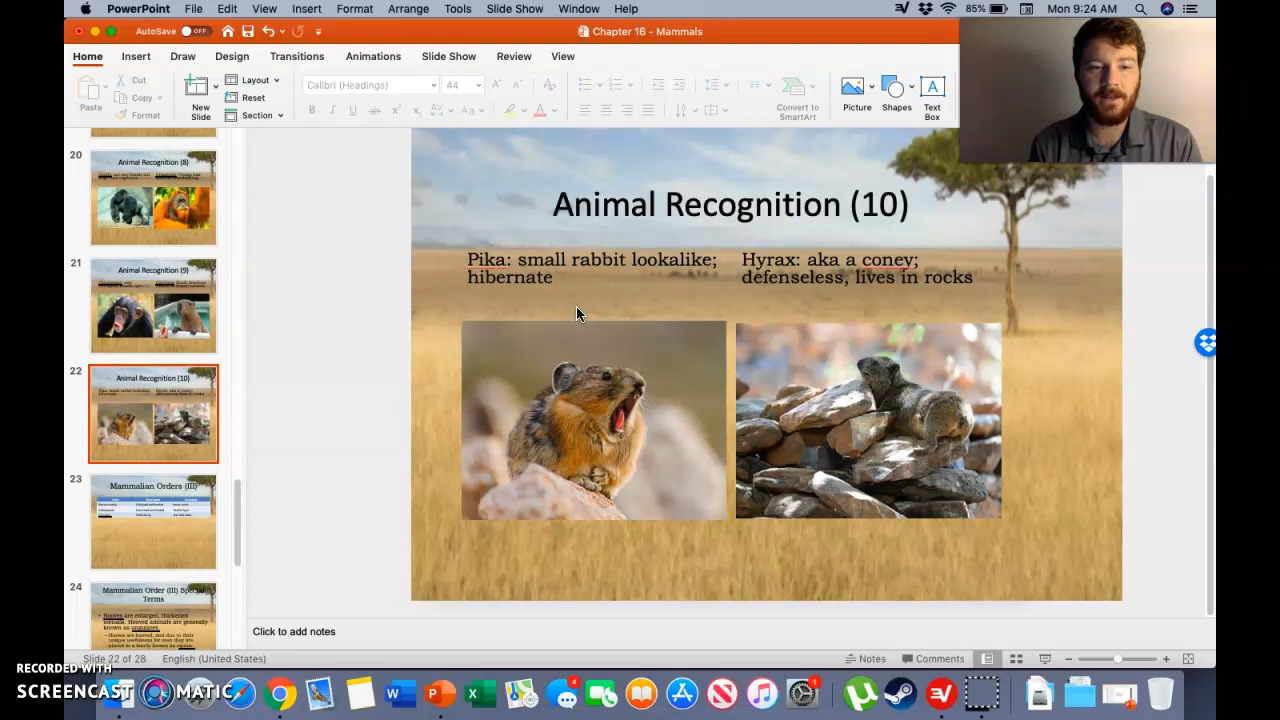 PowerPoint File Edit View Insert Format Arrange Tools Slide Show Window Help 85% Mon 9:24 AM
AutoSave OFF Chapter 16 - Mammals
Home Insert Draw Design Transitions Animations Slide Show Review View
Paste Cut Copy Format New Slide Layout Reset Section Calibri (Headings) 44 Convert to SmartArt Picture Shapes Text Box
20
Animal Recognition (8)
21
Animal Recognition (9)
22
Animal Recognition (10)
23
Mammalian Orders (III)
24
Mammalian Order (III) Special Terms
Hooves are enlarged, thickened
Animal Recognition (10)
Pika: small rabbit lookalike;
hibernate
Hyrax: aka a coney;
defenseless, lives in rocks
Click to add notes
Slide 22 of 28 English (United States) Notes Comments
RECORDED WITH
SCREENCAST MATIC